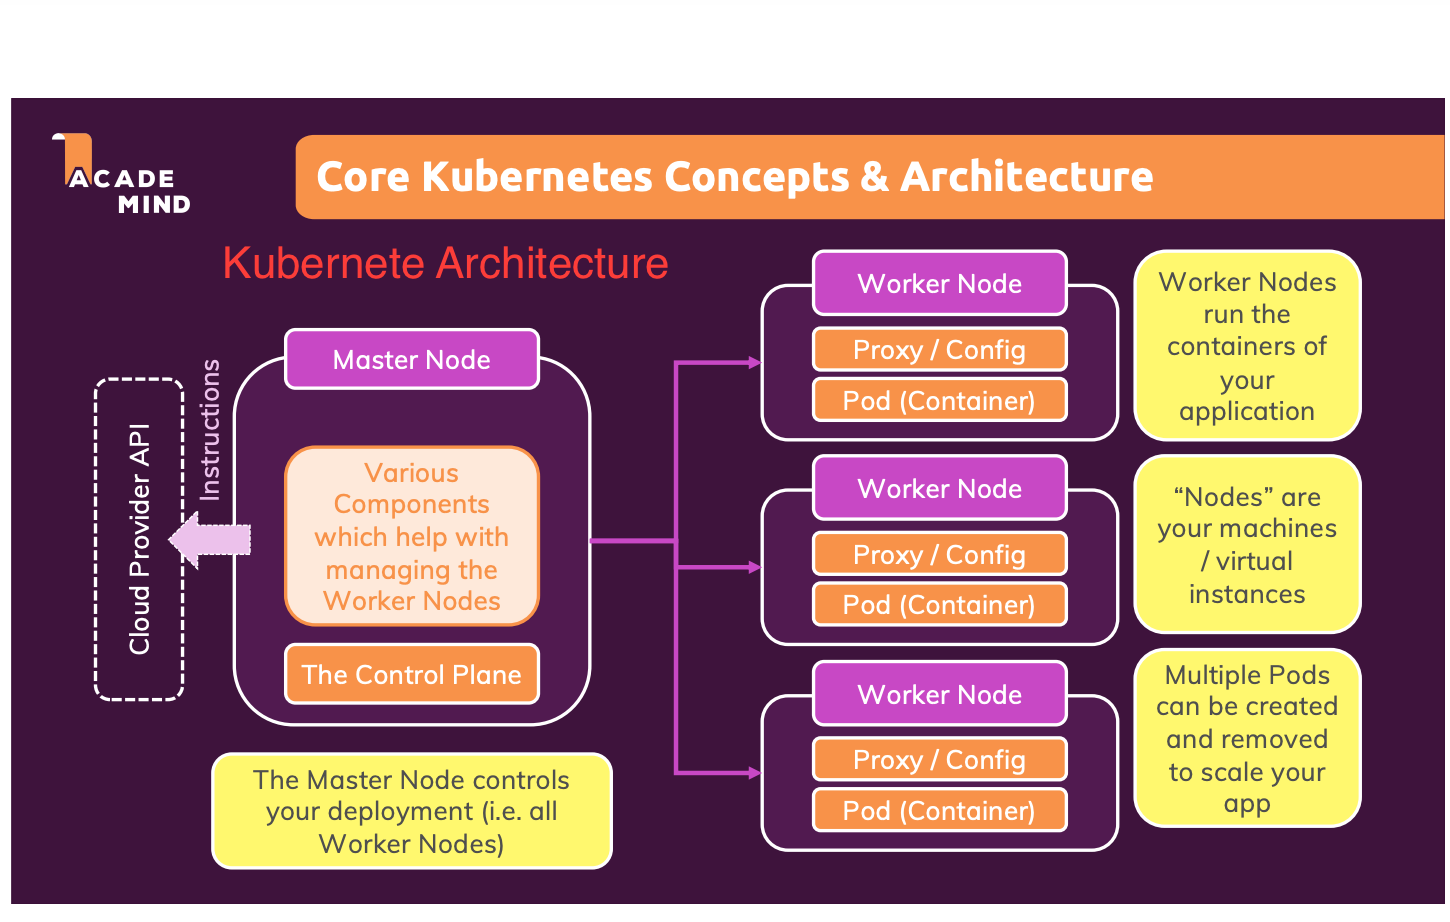 ACADE
MIND
Core Kubernetes Concepts & Architecture
Kubernete Architecture
Cloud Provider API
Instructions
Master Node
Various
Components
which help with
managing the
Worker Nodes
The Control Plane
The Master Node controls
your deployment (i.e. all
Worker Nodes)
Worker Node
Proxy / Config
Pod (Container)
Worker Node
Proxy / Config
Pod (Container)
Worker Node
Proxy / Config
Pod (Container)
Worker Nodes
run the
containers of
your
application
“Nodes” are
your machines
/ virtual
instances
Multiple Pods
can be created
and removed
to scale your
app